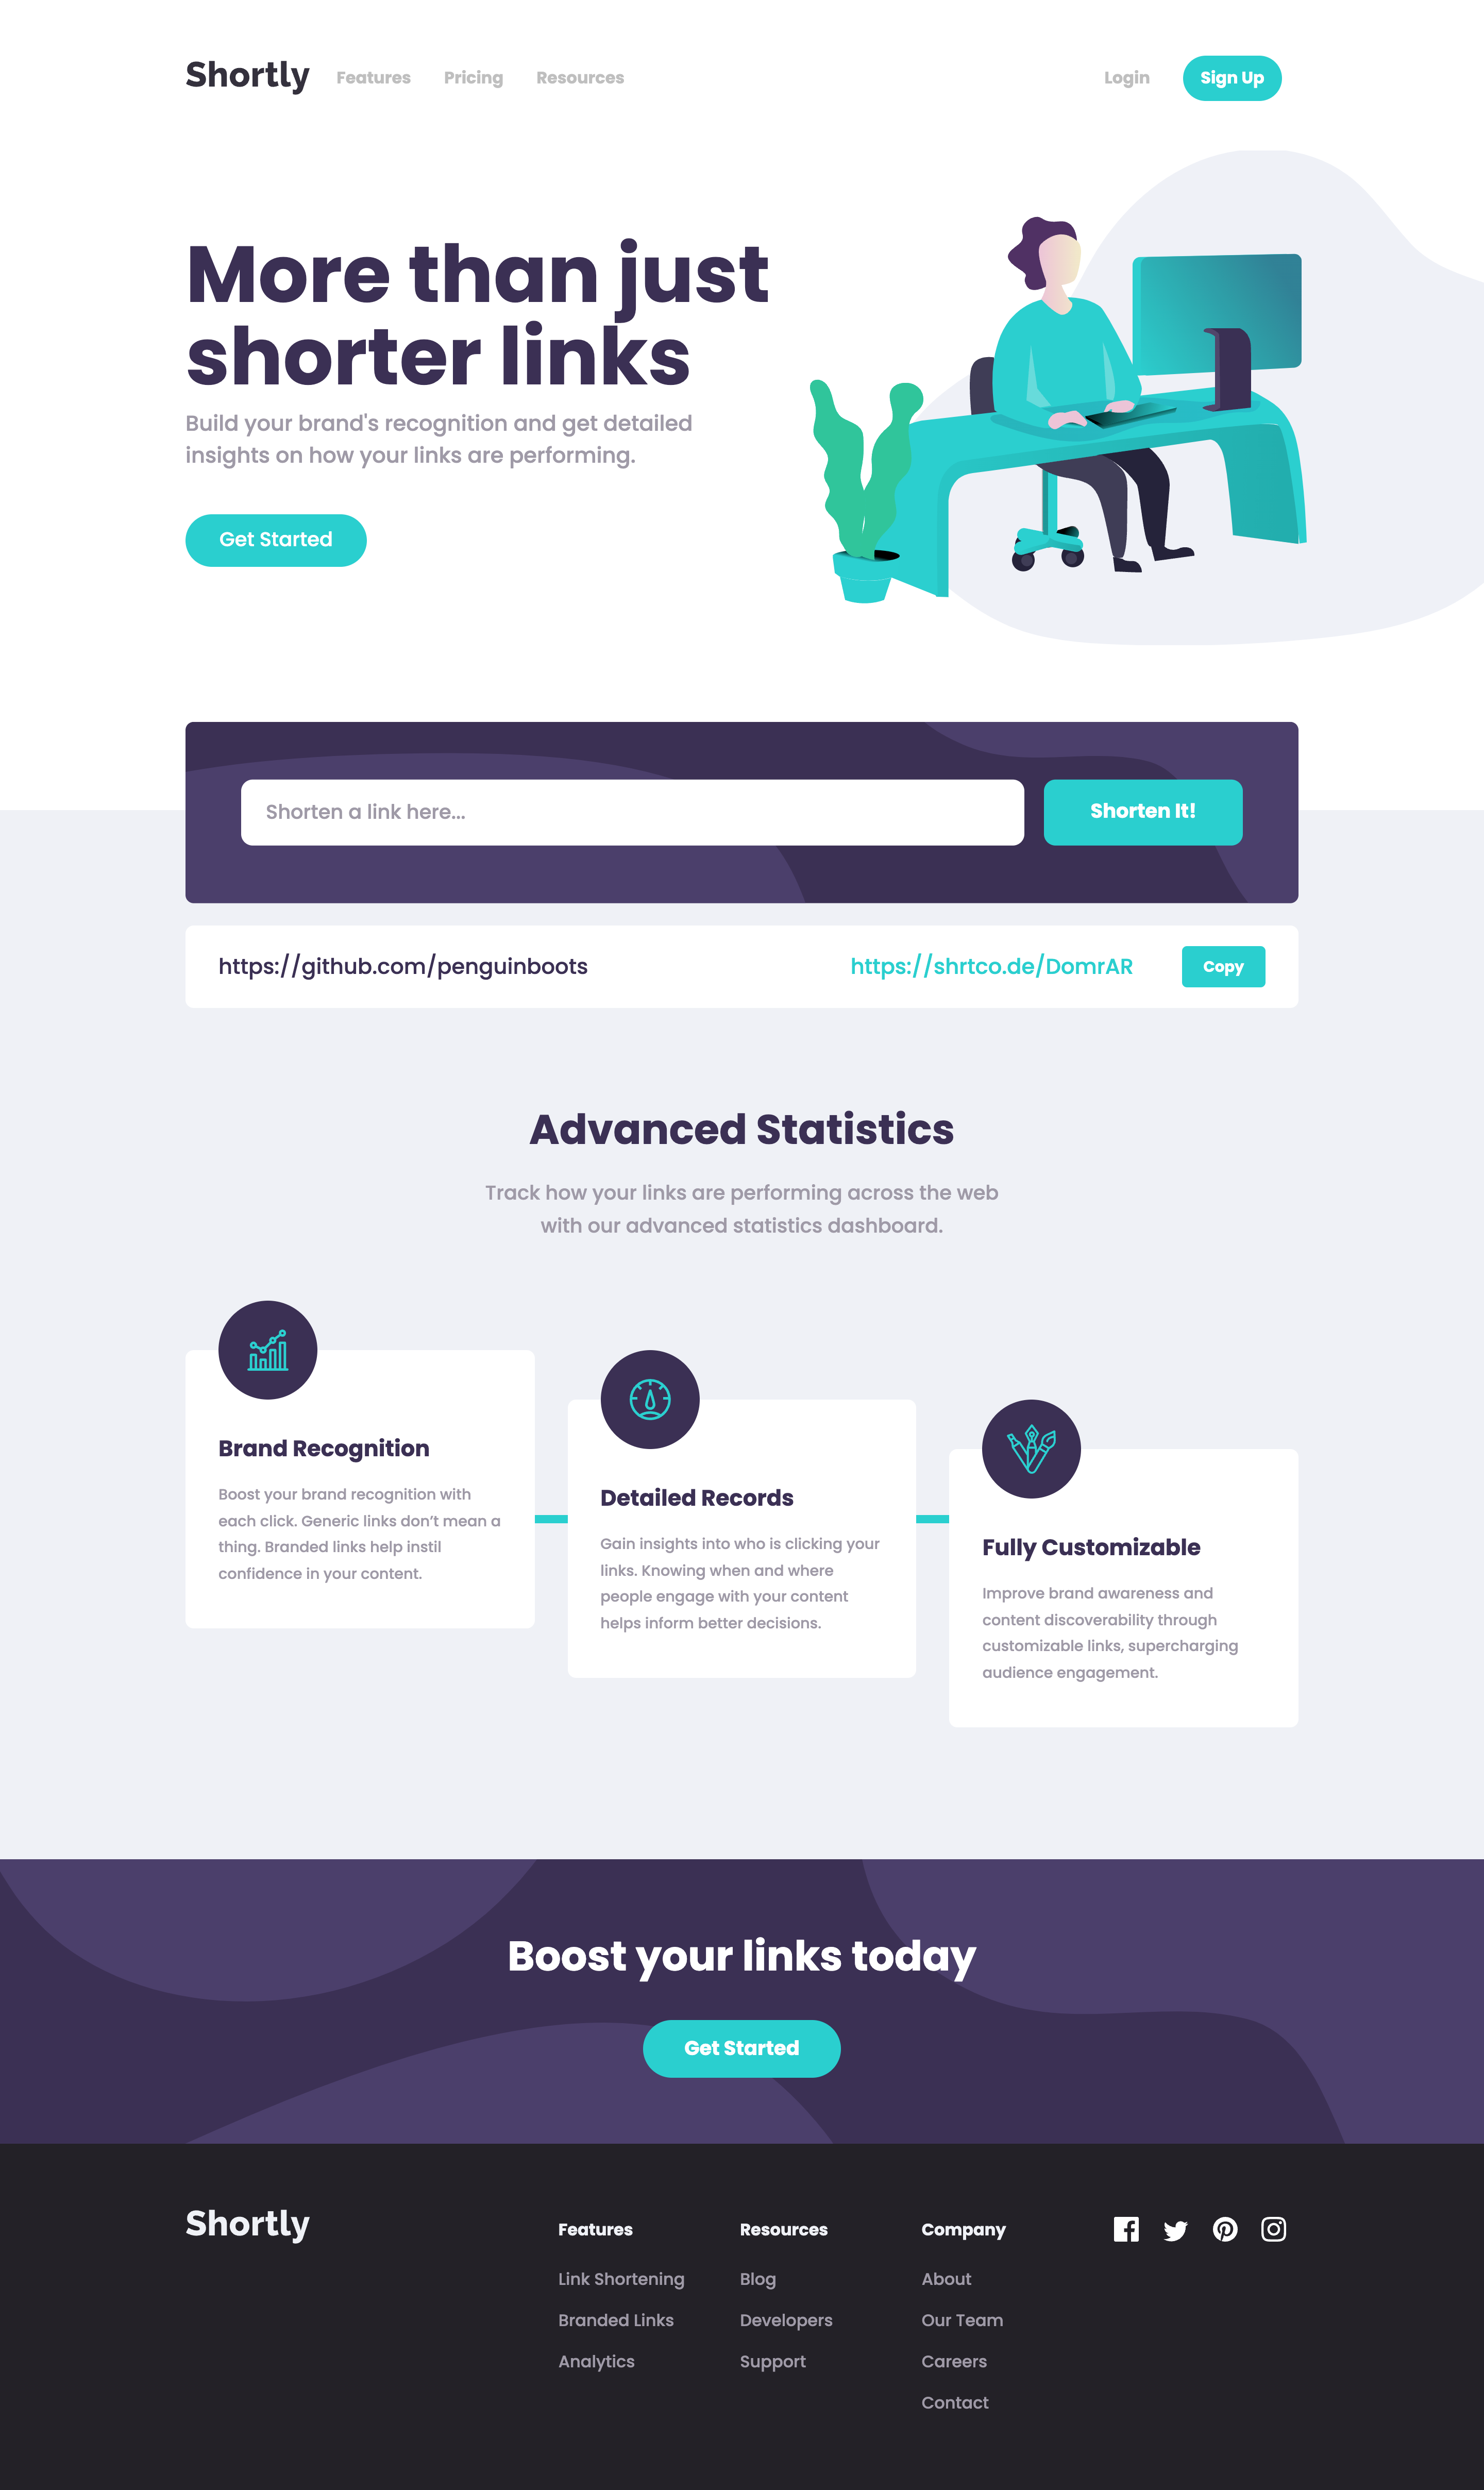 Shortly
Features
Pricing
Resources
Login
Sign Up
More than just
shorter links
Build your brand's recognition and get detailed
insights on how your links are performing.
Get Started
Shorten a link here...
Shorten It!
https://github.com/penguinboots
https://shrtco.de/DomrAR
Copy
Advanced Statistics
Track how your links are performing across the web
with our advanced statistics dashboard.
Brand Recognition
Boost your brand recognition with
each click. Generic links don’t mean a
thing. Branded links help instil
confidence in your content.
Detailed Records
Gain insights into who is clicking your
links. Knowing when and where
people engage with your content
helps inform better decisions.
Fully Customizable
Improve brand awareness and
content discoverability through
customizable links, supercharging
audience engagement.
Boost your links today
Get Started
Shortly
Features
Link Shortening
Branded Links
Analytics
Resources
Blog
Developers
Support
Company
About
Our Team
Careers
Contact